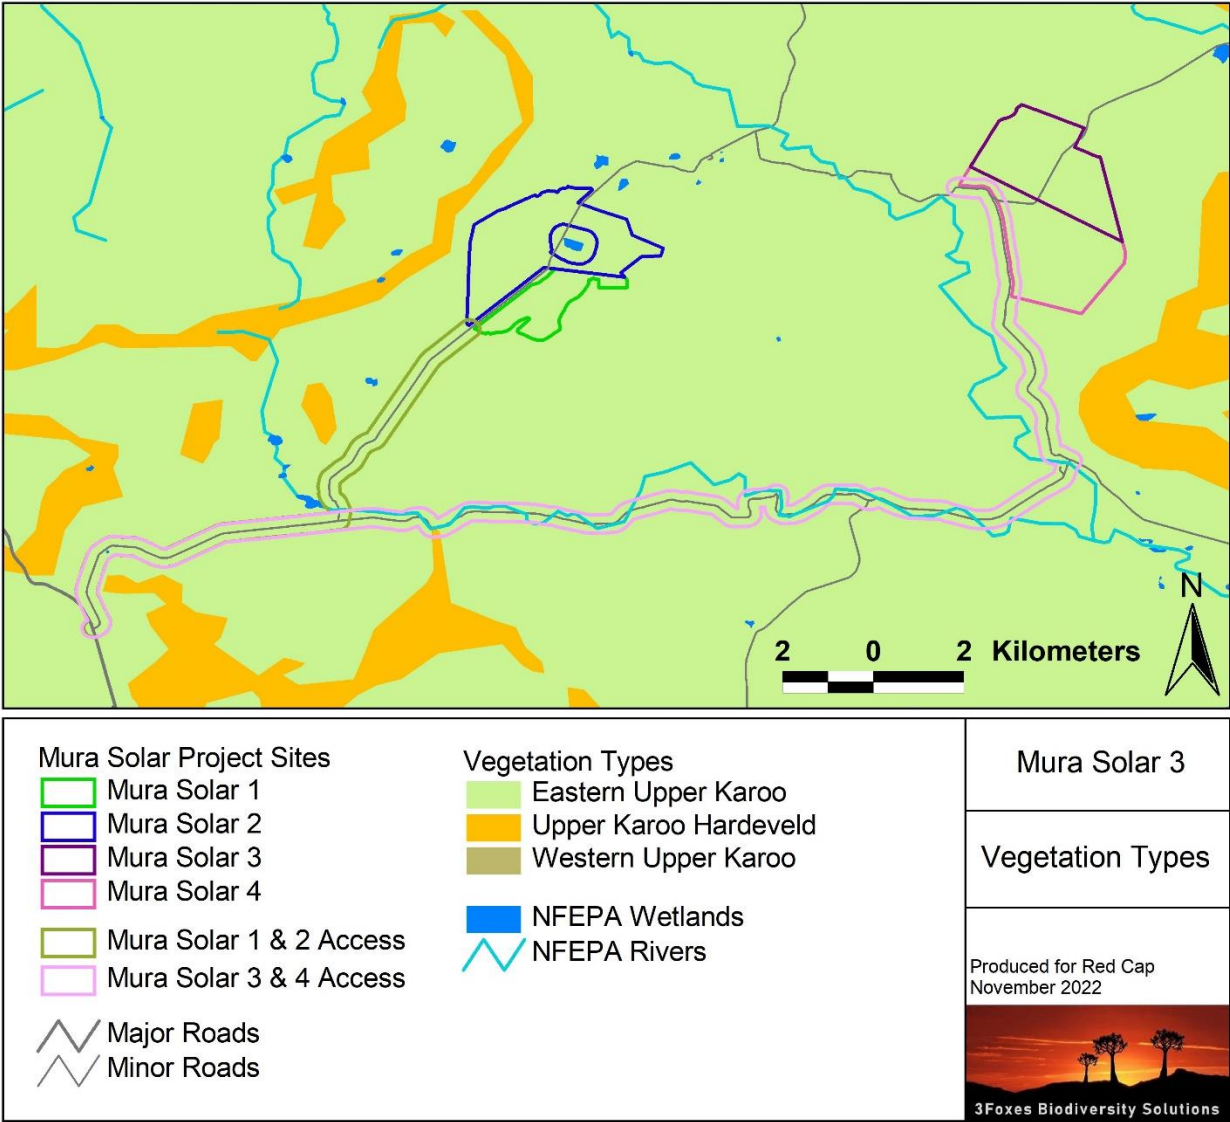 N
2 0 2 Kilometers
Mura Solar Project Sites
Mura Solar 1
Mura Solar 2
Mura Solar 3
Mura Solar 4
Mura Solar 1 & 2 Access
Mura Solar 3 & 4 Access
Major Roads
Minor Roads
Vegetation Types
Eastern Upper Karoo
Upper Karoo Hardeveld
Western Upper Karoo
NFEPA Wetlands
NFEPA Rivers
Mura Solar 3
Vegetation Types
Produced for Red Cap
November 2022
3Foxes Biodiversity Solutions